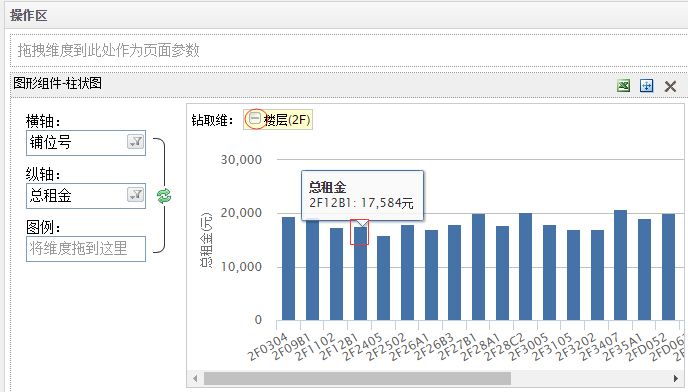 操作区
拖拽维度到此处作为页面参数
图形组件-柱状图
横轴：
铺位号
纵轴：
总租金
图例：
将维度拖到这里
钻取维：
楼层(2F)
30,000
20,000
10,000
0
总租金(元)
总租金
2F12B1: 17,584元
2F0304
2F09B1
2F1102
2F12B1
2F2405
2F2502
2F26A1
2F26B3
2F27B1
2F28A1
2F28C2
2F3005
2F3105
2F3202
2F3407
2F35A1
2FD052